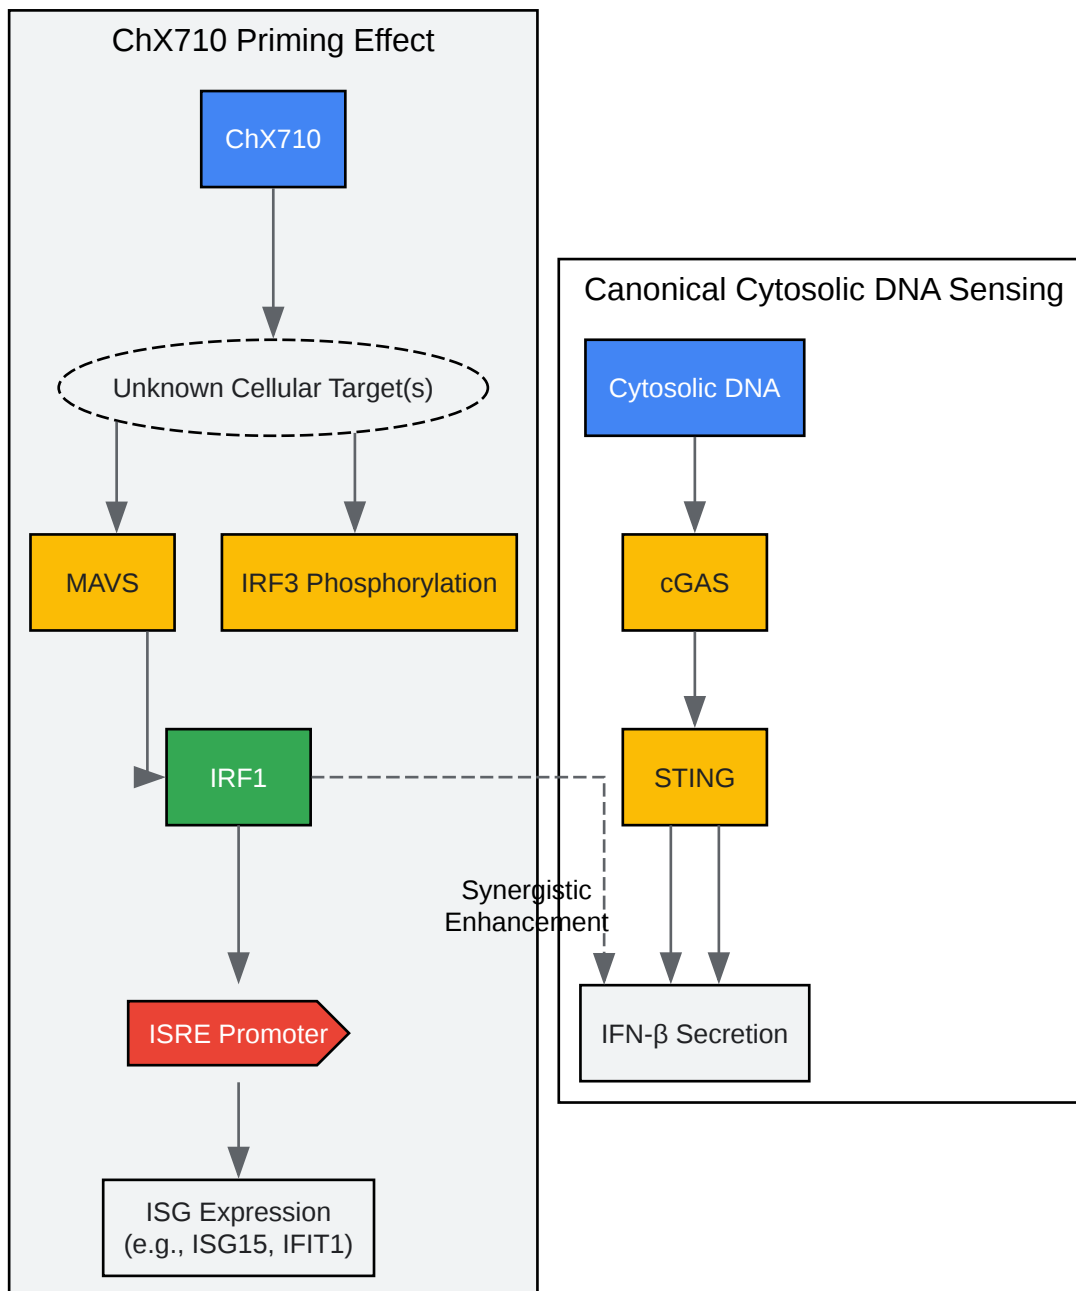 ChX710 Priming Effect
ChX710
Unknown Cellular Target(s)
MAVS
IRF3 Phosphorylation
IRF1
Synergistic
Enhancement
ISRE Promoter
ISG Expression
(e.g., ISG15, IFIT1)
Canonical Cytosolic DNA Sensing
Cytosolic DNA
cGAS
STING
IFN-β Secretion